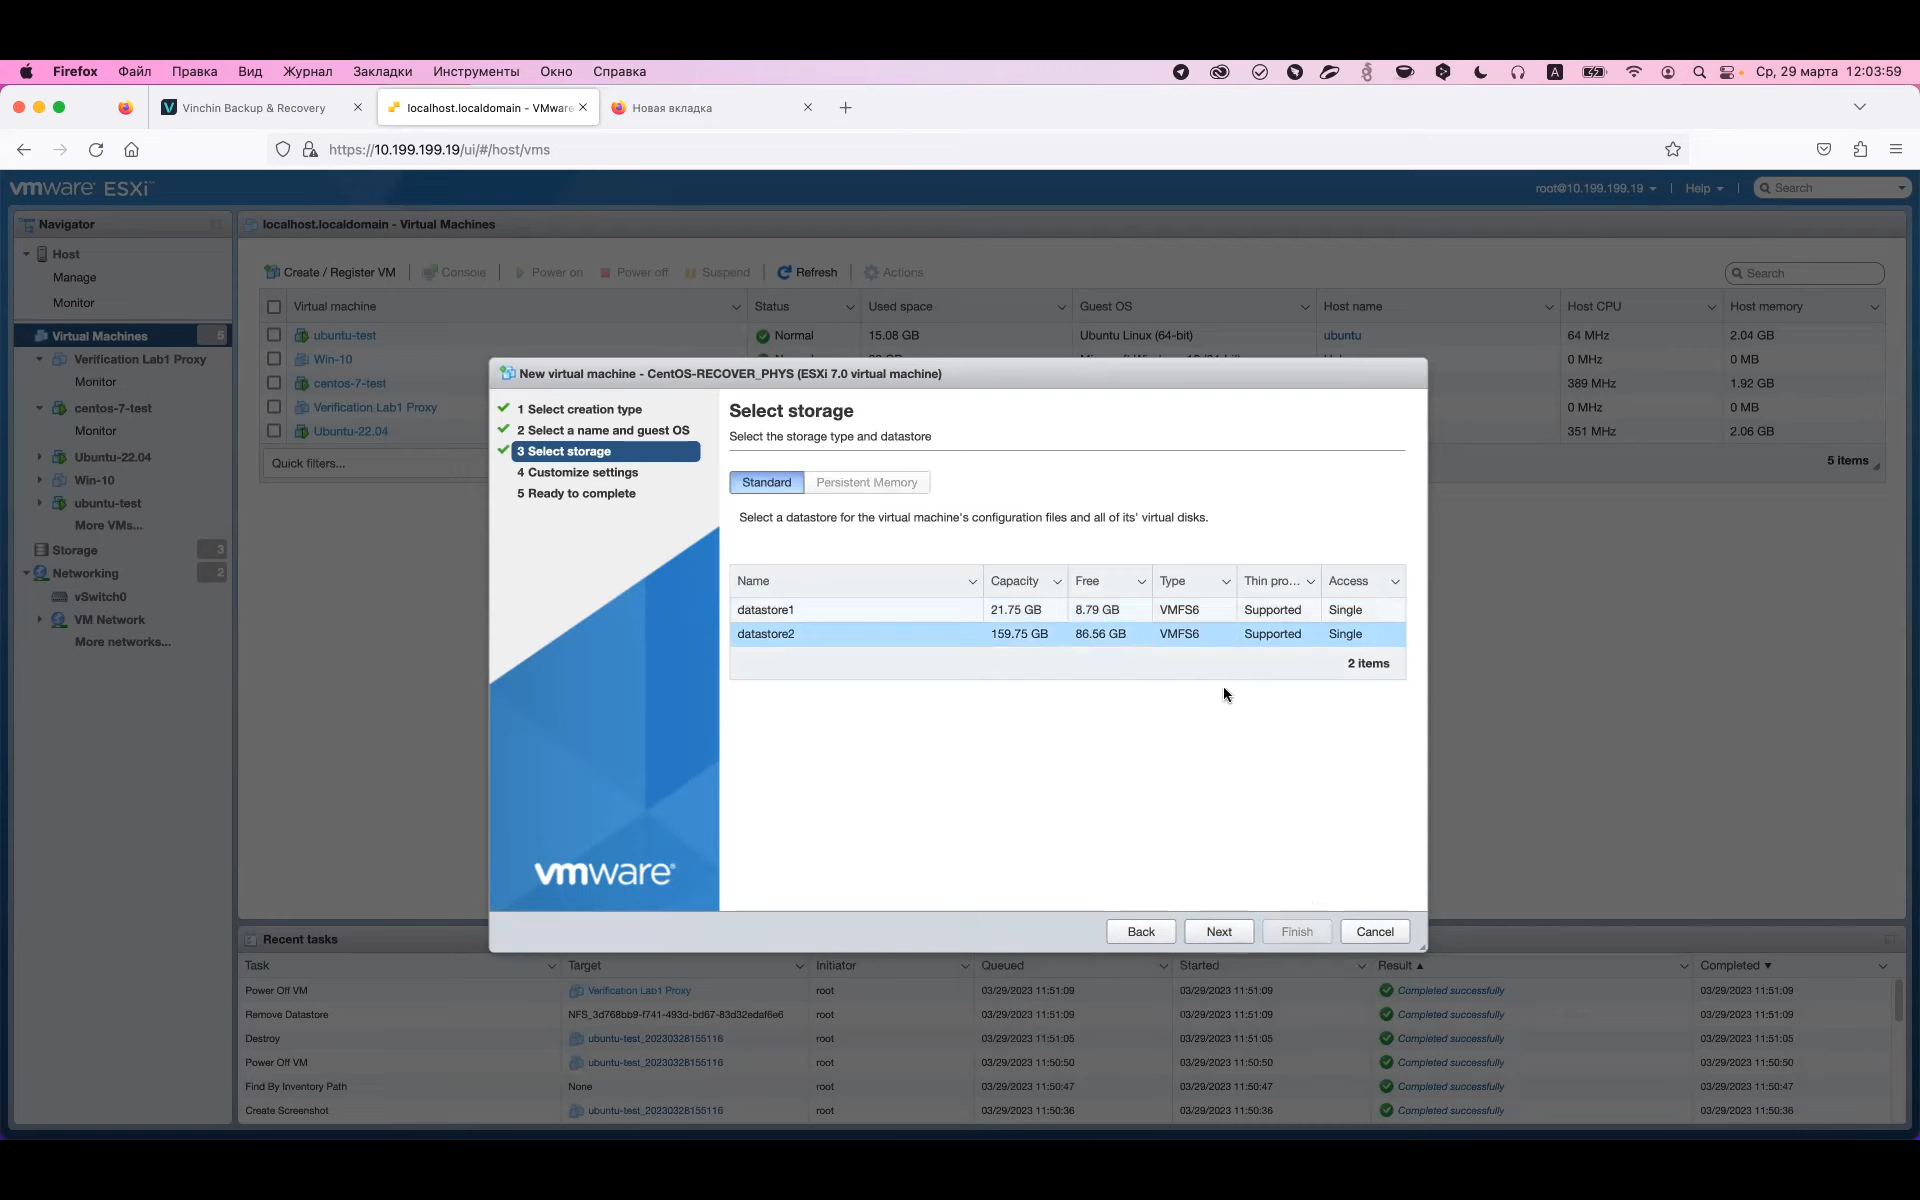 Firefox Файл Правка Вид Журнал Закладки Инструменты Окно Справка A Ср, 29 марта 12:03:59
Vinchin Backup & Recovery localhost.localdomain - VMware Новая вкладка
https://10.199.199.19/ui/#/host/vms
vmware ESXi root@10.199.199.19 Help Search
Navigator
Host
Manage
Monitor
Virtual Machines 5
Verification Lab1 Proxy
Monitor
centos-7-test
Monitor
Ubuntu-22.04
Win-10
ubuntu-test
More VMs...
Storage 3
Networking 2
vSwitch0
VM Network
More networks...
localhost.localdomain - Virtual Machines
Create / Register VM Console Power on Power off Suspend Refresh Actions Search
Virtual machine Status Used space Guest OS Host name Host CPU Host memory
ubuntu-test Normal 15.08 GB Ubuntu Linux (64-bit) ubuntu 64 MHz 2.04 GB
Win-10 0 MHz 0 MB
centos-7-test 389 MHz 1.92 GB
Verification Lab1 Proxy 0 MHz 0 MB
Ubuntu-22.04 351 MHz 2.06 GB
Quick filters... 5 items
New virtual machine - CentOS-RECOVER_PHYS (ESXi 7.0 virtual machine)
1 Select creation type
2 Select a name and guest OS
3 Select storage
4 Customize settings
5 Ready to complete
vmware
Select storage
Select the storage type and datastore
Standard Persistent Memory
Select a datastore for the virtual machine's configuration files and all of its' virtual disks.
Name Capacity Free Type Thin pro... Access
datastore1 21.75 GB 8.79 GB VMFS6 Supported Single
datastore2 159.75 GB 86.56 GB VMFS6 Supported Single
2 items
Back Next Finish Cancel
Recent tasks
Task Target Initiator Queued Started Result Completed
Power Off VM Verification Lab1 Proxy root 03/29/2023 11:51:09 03/29/2023 11:51:09 Completed successfully 03/29/2023 11:51:09
Remove Datastore NFS_3d768bb9-f741-493d-bd67-83d32edaf6e6 root 03/29/2023 11:51:09 03/29/2023 11:51:09 Completed successfully 03/29/2023 11:51:09
Destroy ubuntu-test_20230328155116 root 03/29/2023 11:51:05 03/29/2023 11:51:05 Completed successfully 03/29/2023 11:51:05
Power Off VM ubuntu-test_20230328155116 root 03/29/2023 11:50:50 03/29/2023 11:50:50 Completed successfully 03/29/2023 11:50:50
Find By Inventory Path None root 03/29/2023 11:50:47 03/29/2023 11:50:47 Completed successfully 03/29/2023 11:50:47
Create Screenshot ubuntu-test_20230328155116 root 03/29/2023 11:50:36 03/29/2023 11:50:36 Completed successfully 03/29/2023 11:50:36